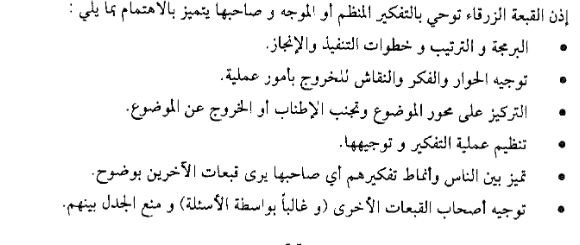 إذن القبعة الزرقاء توحي بالتفكير المنظم أو الموجه و صاحبها يتميز بالاهتمام بما يلي :
• البرمجة و الترتيب و خطوات التنفيذ والإنجاز.
• توجيه الحوار والفكر والنقاش للخروج بأمور عملية.
• التركيز على محور الموضوع وتجنب الإطناب أو الخروج عن الموضوع.
• تنظيم عملية التفكير و توجيهها.
• تميز بين الناس وأنماط تفكيرهم أي صاحبها يرى قبعات الآخرين بوضوح.
• توجيه أصحاب القبعات الأخرى (و غالباً بواسطة الأسئلة) و منع الجدل بينهم.